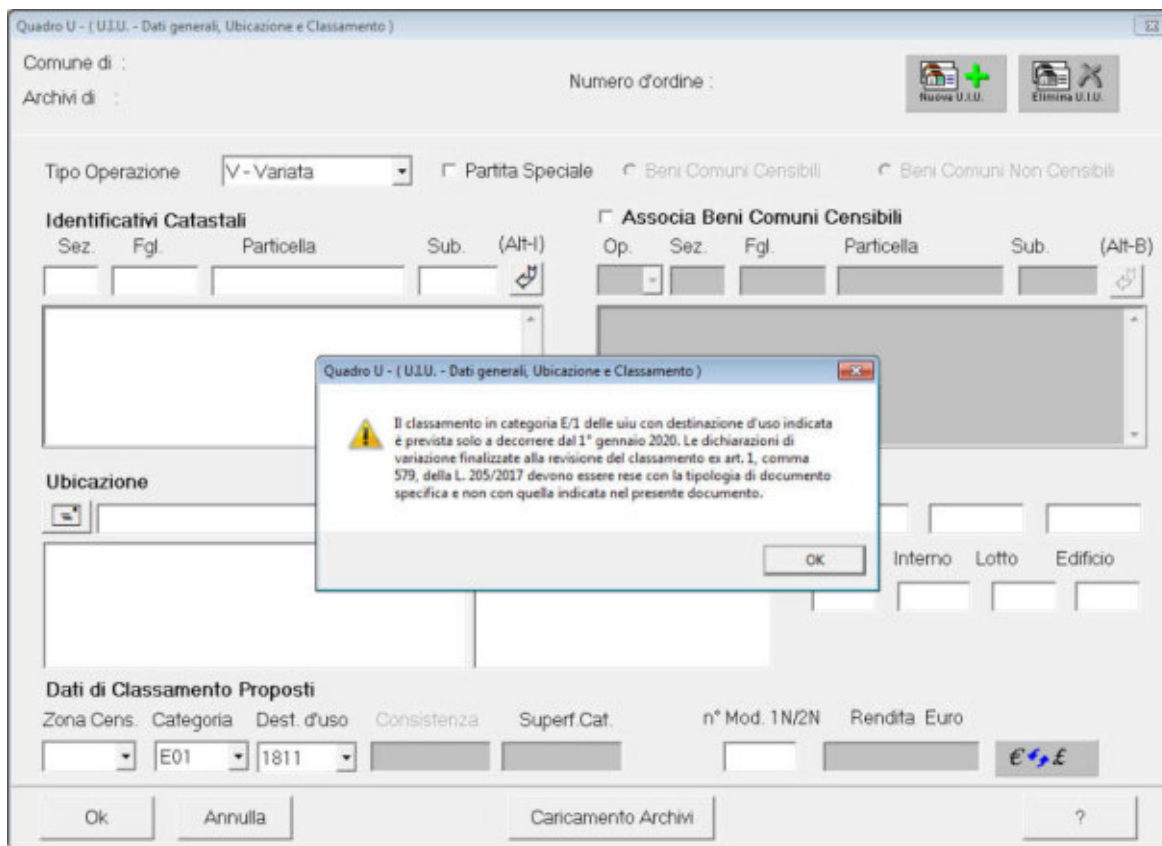 Quadro U - ( U.I.U. - Dati generali, Ubicazione e Classamento )
Comune di :
Numero d'ordine :
Archivi di :
Nuova U.I.U.
Elimina U.I.U.
Tipo Operazione V - Variata Partita Speciale Beni Comuni Censibili Beni Comuni Non Censibili
Identificativi Catastali
Associa Beni Comuni Censibili
Sez. Fgl. Particella Sub. (Alt-I)
Op. Sez. Fgl. Particella Sub. (Alt-B)
Quadro U - ( U.I.U. - Dati generali, Ubicazione e Classamento )
Il classamento in categoria E/1 delle uiu con destinazione d'uso indicata
è prevista solo a decorrere dal 1° gennaio 2020. Le dichiarazioni di
variazione finalizzate alla revisione del classamento ex art. 1, comma
579, della L. 205/2017 devono essere rese con la tipologia di documento
specifica e non con quella indicata nel presente documento.
OK
Ubicazione
Interno Lotto Edificio
Dati di Classamento Proposti
Zona Cens. Categoria Dest. d'uso Consistenza Superf.Cat. n° Mod. 1N/2N Rendita Euro
E01 1811 € £
Ok Annulla Caricamento Archivi ?